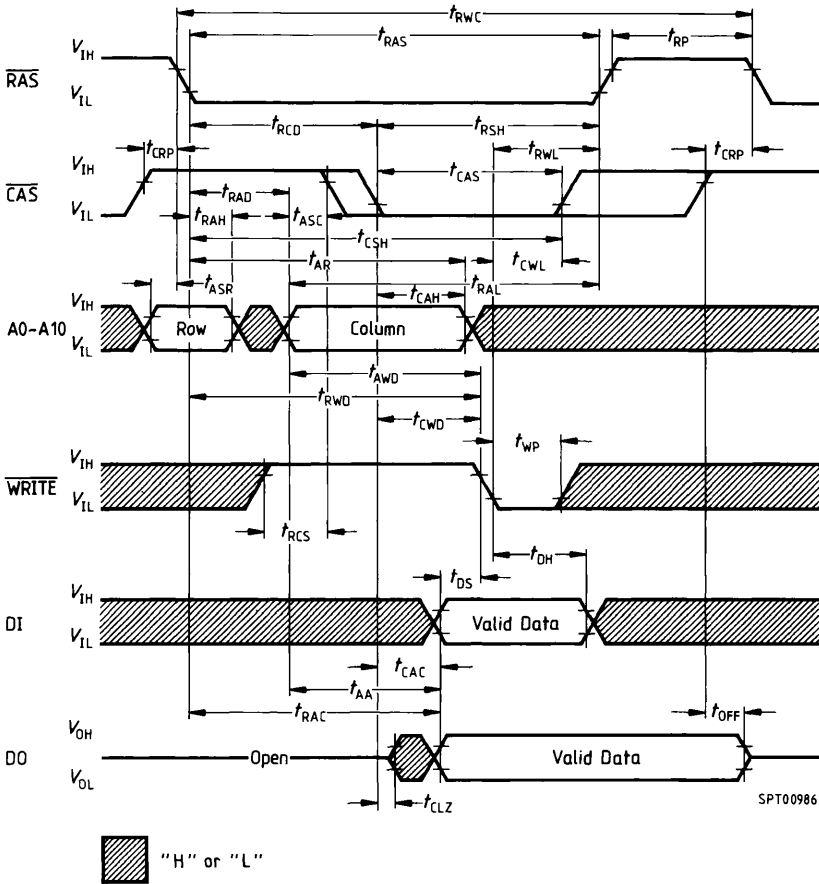 tRWC
tRAS
tRP
VIH
RAS
VIL
tRCD
tRSH
tCRP
tRWL
tCRP
VIH
tCAS
CAS
tRAD
VIL
tRAH
tASC
tCSH
tAR
tCWL
tASR
tRAL
tCAH
VIH
A0-A10
Row
Column
VIL
tAWD
tRWD
tCWD
tWP
VIH
WRITE
VIL
tRCS
tDH
tDS
VIH
DI
Valid Data
VIL
tCAC
tAA
tRAC
tOFF
VOH
DO
Open
Valid Data
VOL
tCLZ
SPT00986
"H" or "L"